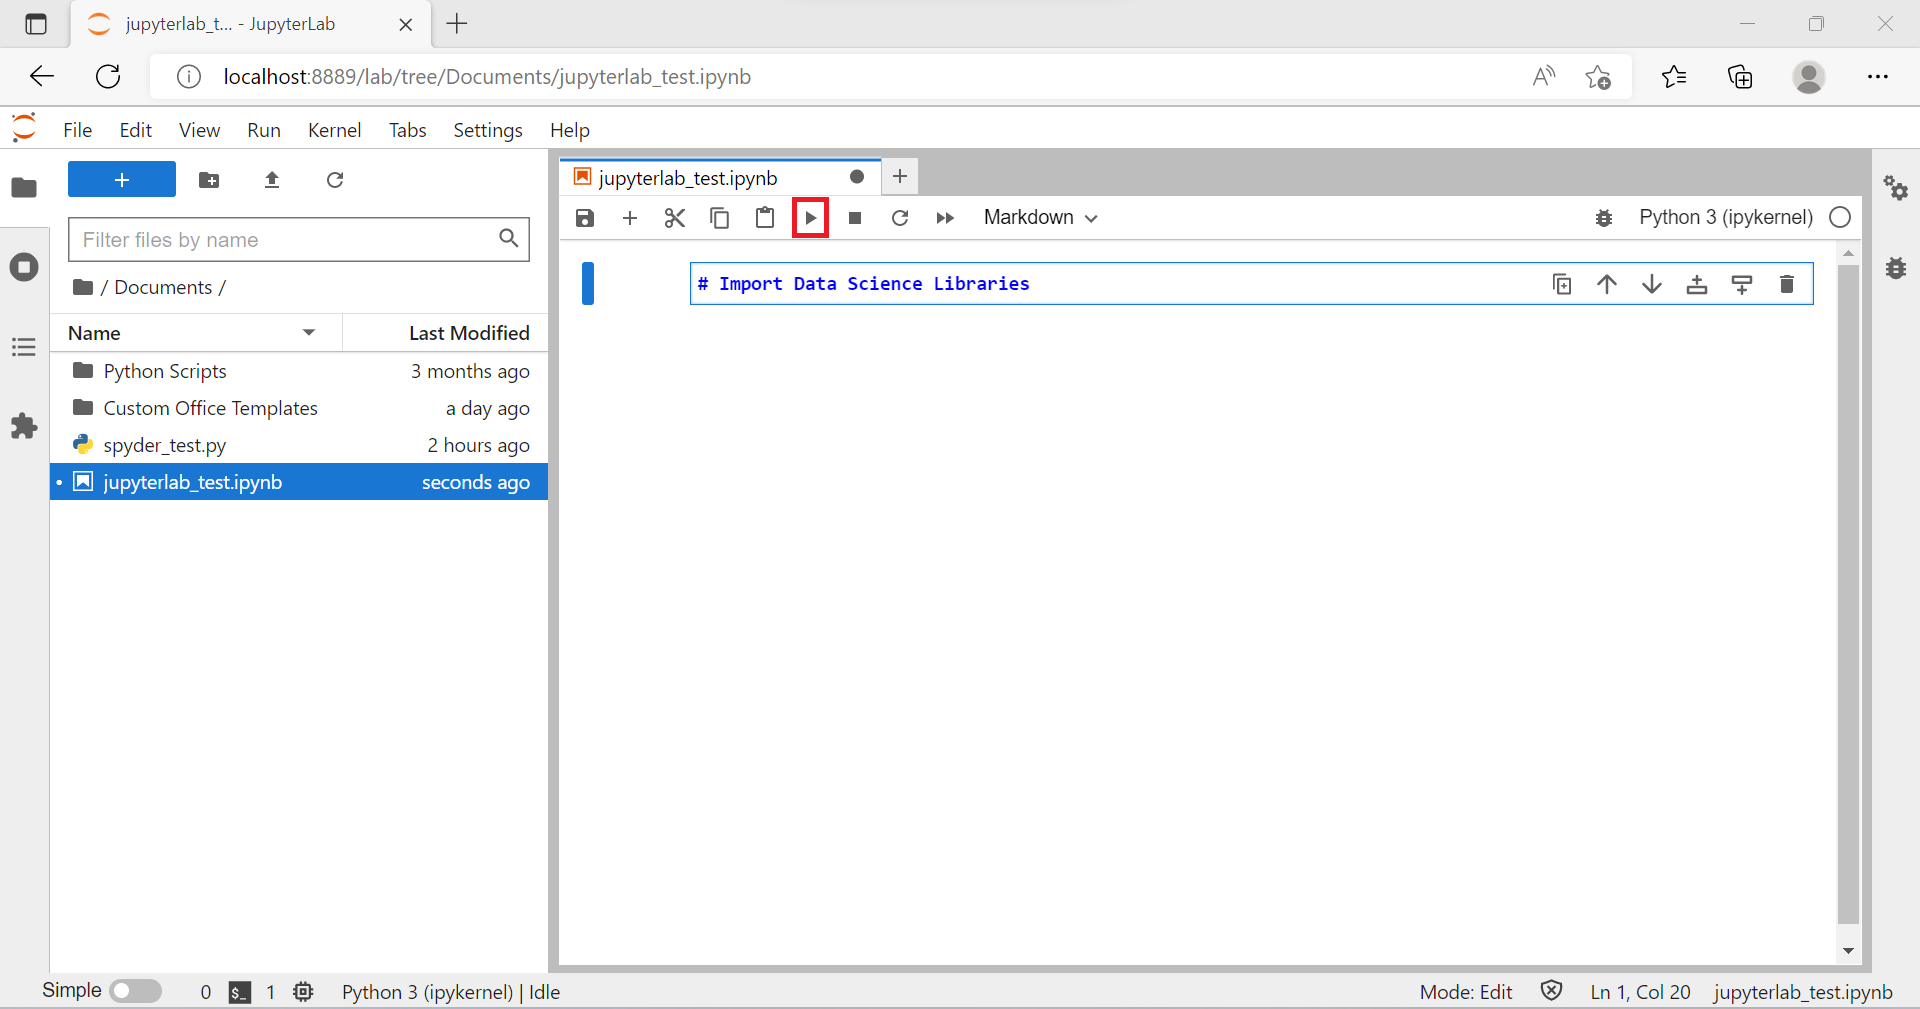 jupyterlab_t... - JupyterLab
localhost:8889/lab/tree/Documents/jupyterlab_test.ipynb
File Edit View Run Kernel Tabs Settings Help
Filter files by name
/ Documents /
Name Last Modified
Python Scripts 3 months ago
Custom Office Templates a day ago
spyder_test.py 2 hours ago
jupyterlab_test.ipynb seconds ago
jupyterlab_test.ipynb
Markdown
Python 3 (ipykernel)
# Import Data Science Libraries
Simple 0 $_ 1 Python 3 (ipykernel) | Idle Mode: Edit Ln 1, Col 20 jupyterlab_test.ipynb